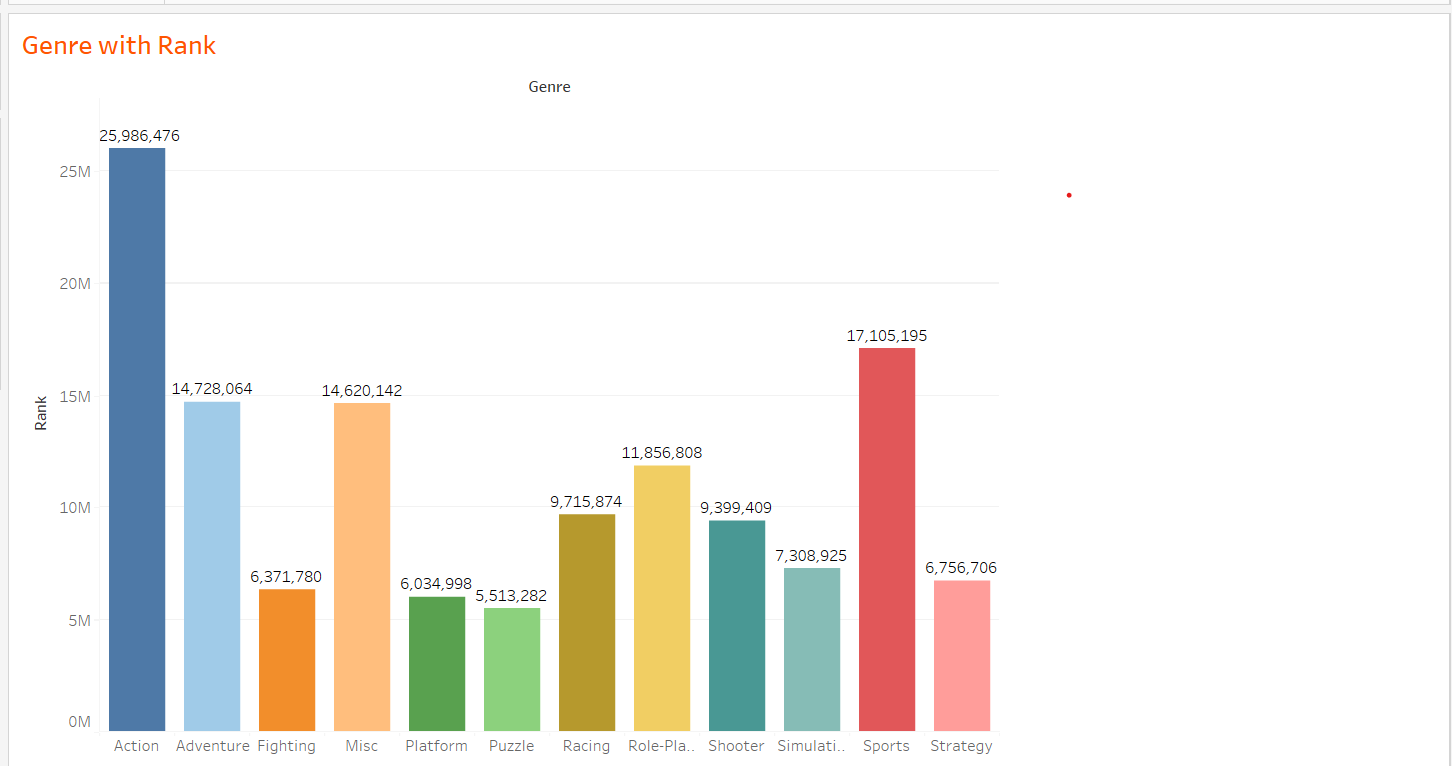 Genre with Rank
Genre
25,986,476
25M
20M
17,105,195
14,728,064
14,620,142
15M
Rank
11,856,808
9,715,874
9,399,409
10M
7,308,925
6,756,706
6,371,780
6,034,998
5,513,282
5M
0M
Action Adventure Fighting Misc Platform Puzzle Racing Role-Pla.. Shooter Simulati.. Sports Strategy